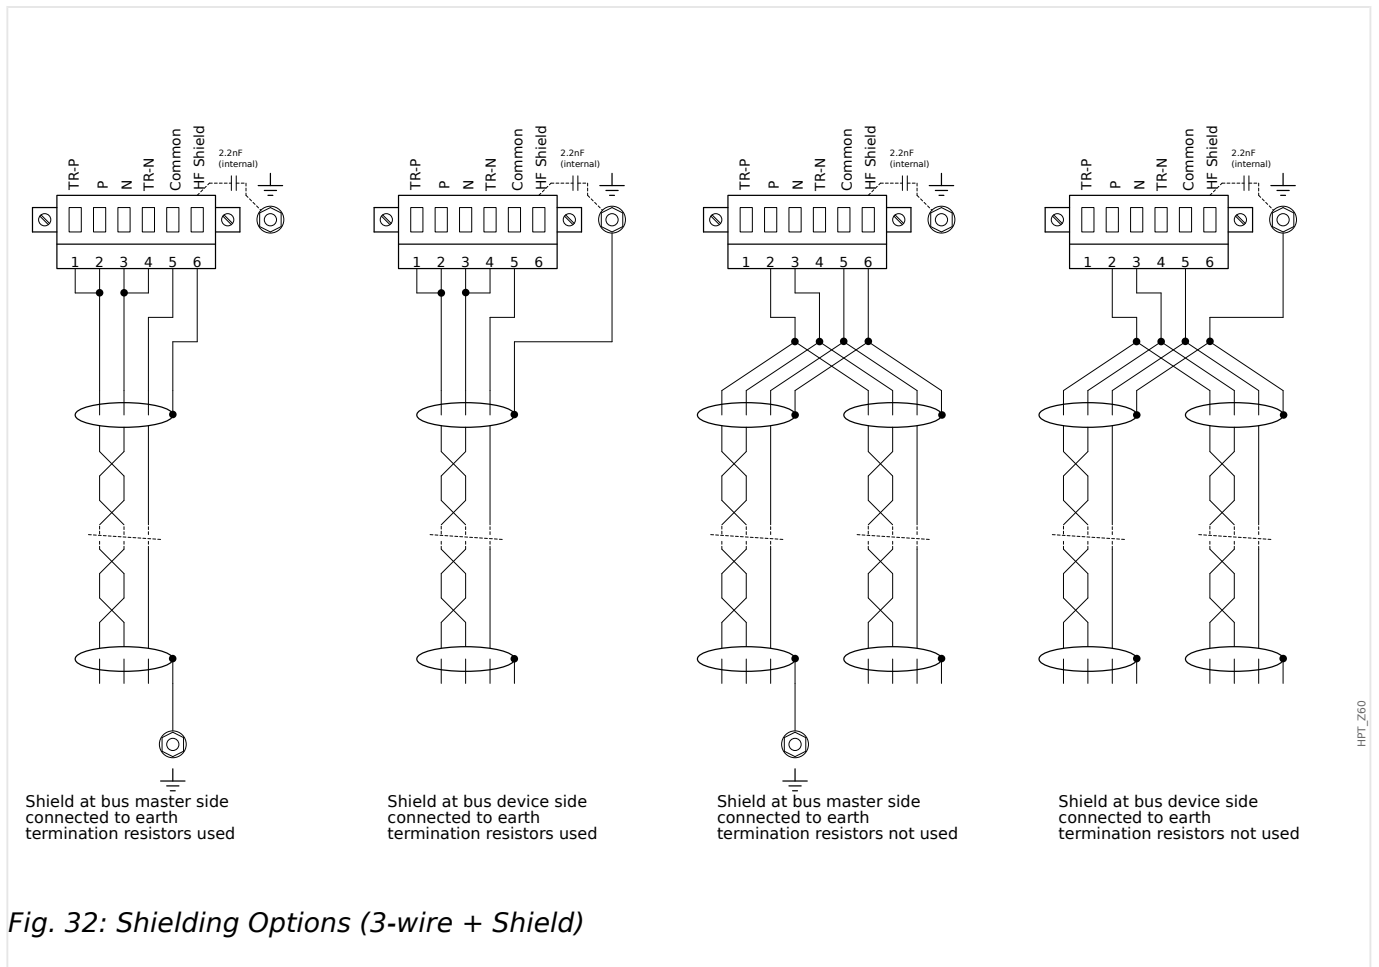 TR-P
P
N
TR-N
Common
HF Shield
2.2nF
(internal)
1 2 3 4 5 6
Shield at bus master side
connected to earth
termination resistors used
TR-P
P
N
TR-N
Common
HF Shield
2.2nF
(internal)
1 2 3 4 5 6
Shield at bus device side
connected to earth
termination resistors used
TR-P
P
N
TR-N
Common
HF Shield
2.2nF
(internal)
1 2 3 4 5 6
Shield at bus master side
connected to earth
termination resistors not used
TR-P
P
N
TR-N
Common
HF Shield
2.2nF
(internal)
1 2 3 4 5 6
Shield at bus device side
connected to earth
termination resistors not used
HPT_Z60
Fig. 32: Shielding Options (3-wire + Shield)